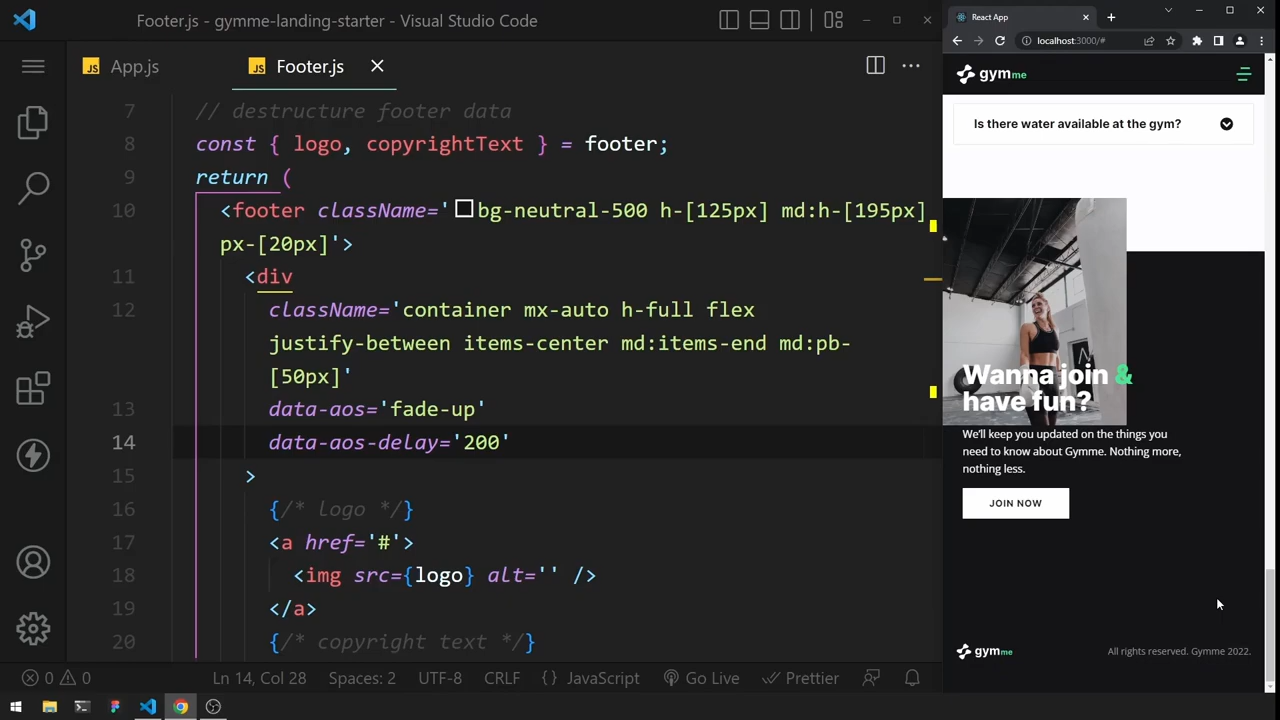 Footer.js - gymme-landing-starter - Visual Studio Code
JS App.js
JS Footer.js
7 // destructure footer data
8 const { logo, copyrightText } = footer;
9 return (
10 <footer className='bg-neutral-500 h-[125px] md:h-[195px]
px-[20px]'>
11 <div
12 className='container mx-auto h-full flex
justify-between items-center md:items-end md:pb-
[50px]'
13 data-aos='fade-up'
14 data-aos-delay='200'
15 >
16 {/* logo */}
17 <a href='#'>
18 <img src={logo} alt='' />
19 </a>
20 {/* copyright text */}
0 0
Ln 14, Col 28
Spaces: 2
UTF-8
CRLF
{} JavaScript
Go Live
Prettier
React App
localhost:3000/#
gymme
Is there water available at the gym?
Wanna join &
have fun?
We'll keep you updated on the things you
need to know about Gymme. Nothing more,
nothing less.
JOIN NOW
gymme
All rights reserved. Gymme 2022.